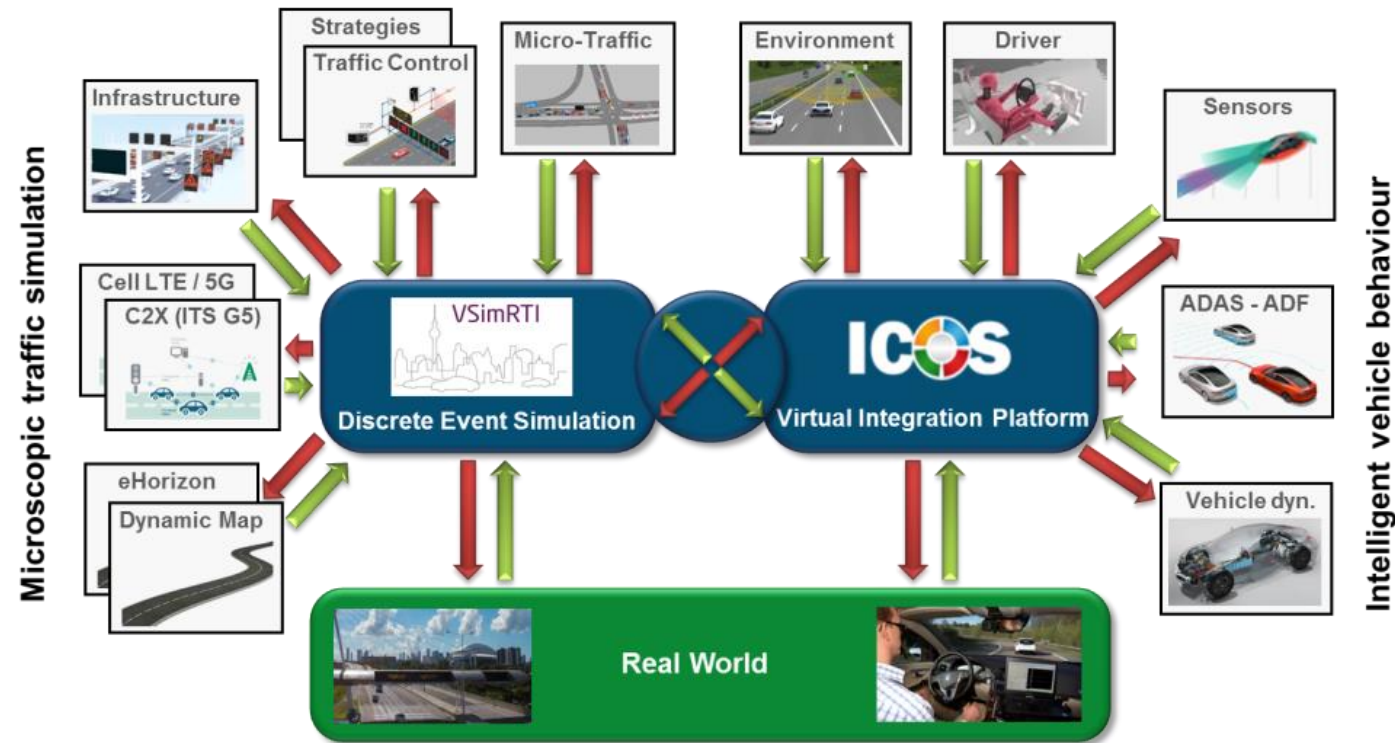 Microscopic traffic simulation
Strategies
Traffic Control
Infrastructure
Micro-Traffic
Environment
Driver
Sensors
Cell LTE / 5G
C2X (ITS G5)
ADAS - ADF
eHorizon
Dynamic Map
Vehicle dyn.
VSimRTI
Discrete Event Simulation
ICOS
Virtual Integration Platform
Real World
Intelligent vehicle behaviour